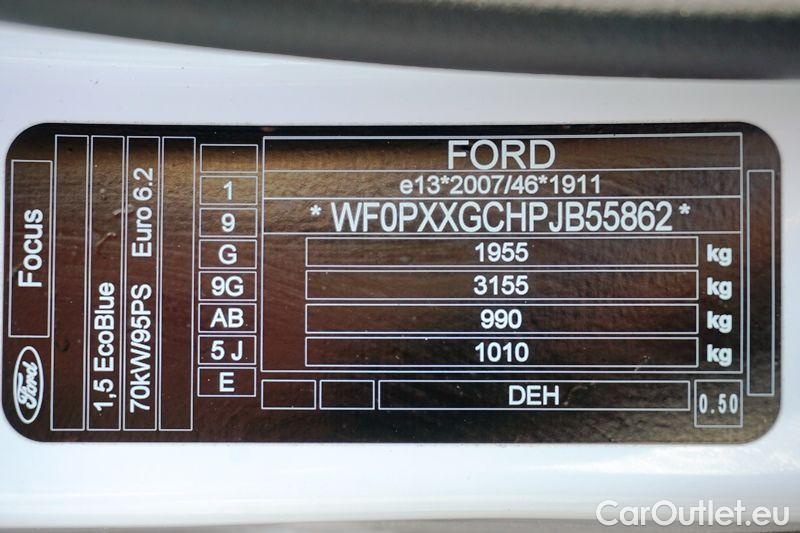 Focus
Ford
1,5 EcoBlue
70kW/95PS Euro 6.2
1
9
G
9G
AB
5 J
E
FORD
e13*2007/46*1911
* WF0PXXGCHPJB55862 *
1955 kg
3155 kg
990 kg
1010 kg
DEH
0.50
CarOutlet.eu